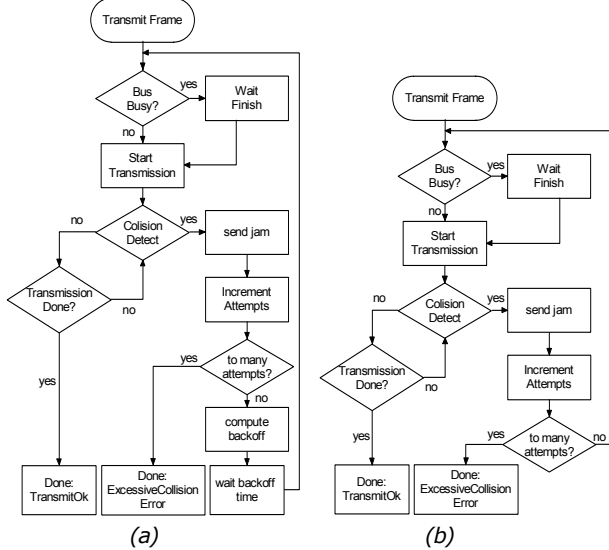 Transmit Frame
Bus
Busy?
yes
Wait
Finish
no
Start
Transmission
Colision
Detect
no
yes
send jam
Transmission
Done?
no
Increment
Attempts
yes
to many
attempts?
yes
no
compute
backoff
Done:
TransmitOk
Done:
ExcessiveCollision
Error
wait backoff
time
(a)
Transmit Frame
Bus
Busy?
yes
Wait
Finish
no
Start
Transmission
Colision
Detect
no
yes
send jam
Transmission
Done?
no
Increment
Attempts
yes
yes
to many
attempts?
no
Done:
TransmitOk
Done:
ExcessiveCollision
Error
(b)